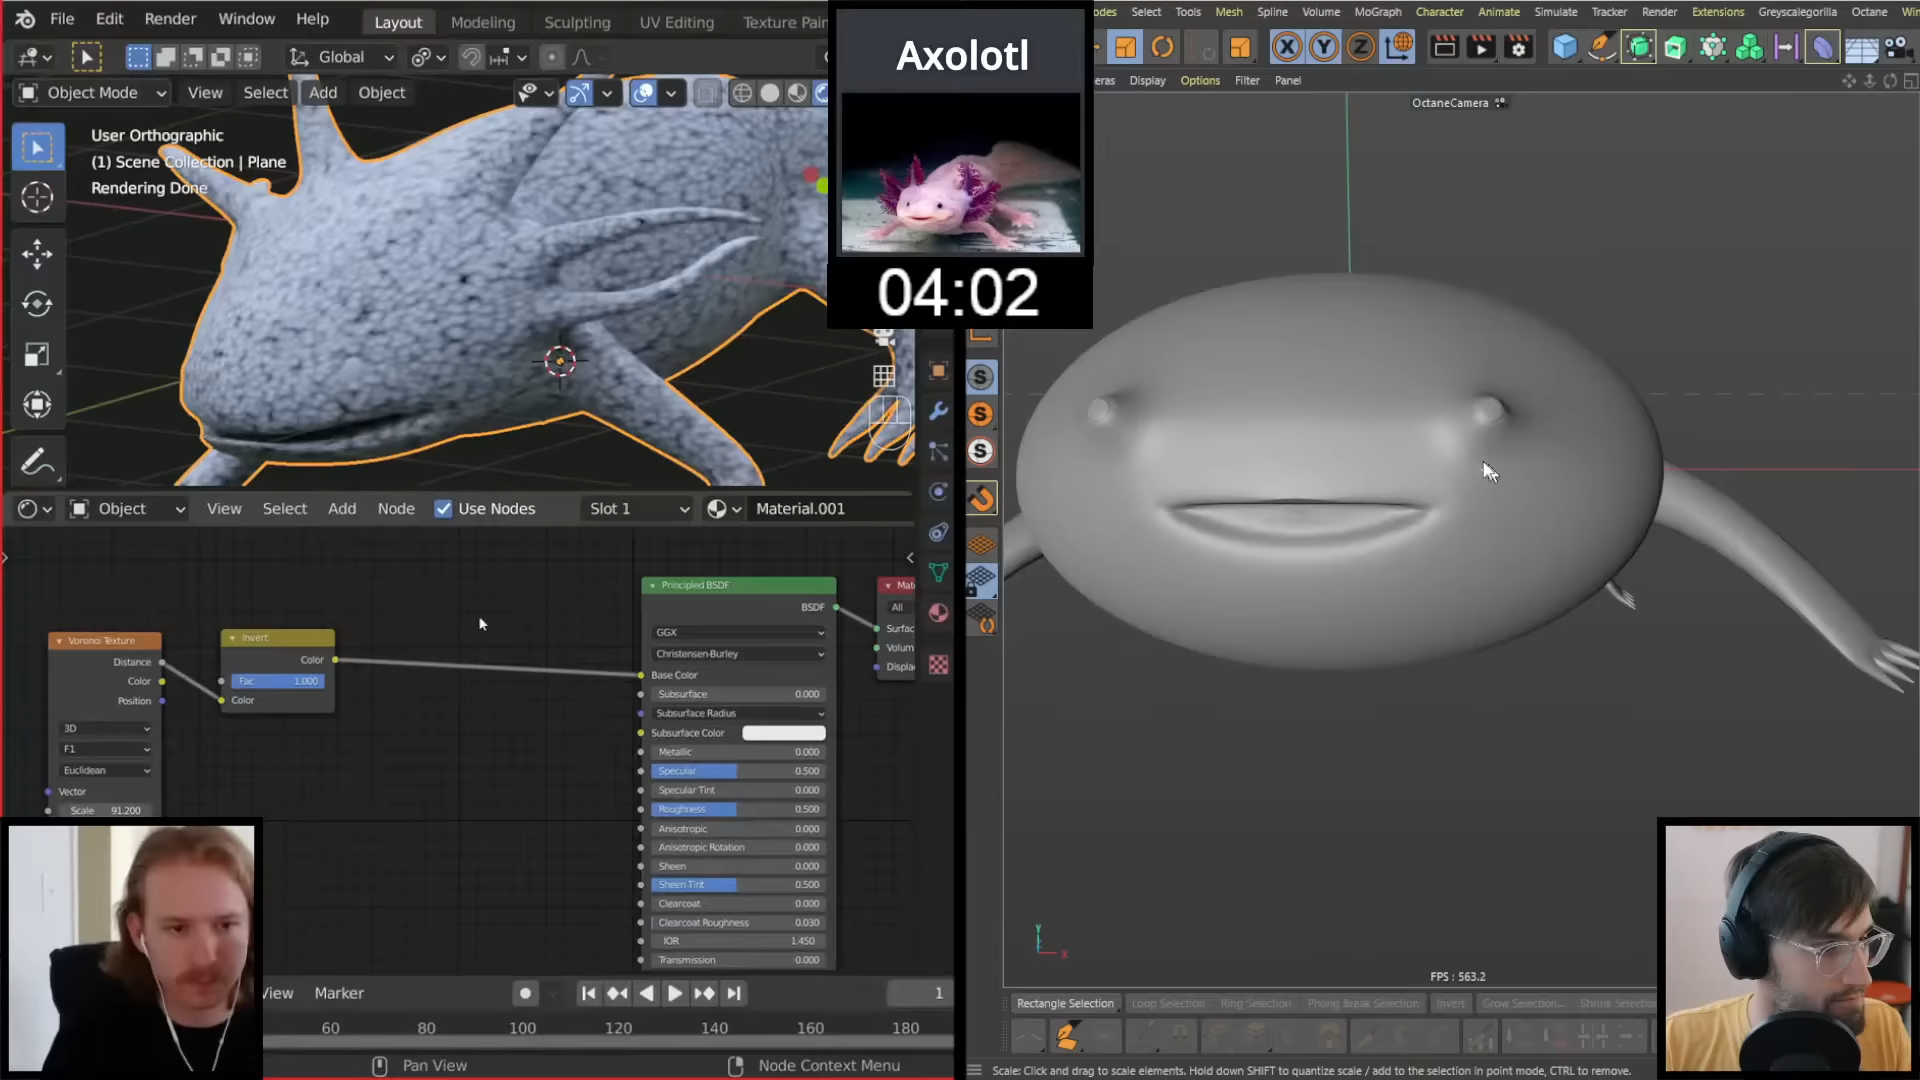 File Edit Render Window Help Layout Modeling Sculpting UV Editing Texture Pain
Global
Object Mode View Select Add Object
User Orthographic
(1) Scene Collection | Plane
Rendering Done
Axolotl
04:02
odes Select Tools Mesh Spline Volume MoGraph Character Animate Simulate Tracker Render Extensions Greyscalegorilla Octane Win
X Y Z
eras Display Options Filter Panel
OctaneCamera
S
S
S
Object View Select Add Node Use Nodes Slot 1 Material.001
Voronoi Texture
Distance
Color
Position
3D
F1
Euclidean
Vector
Scale 91.200
Invert
Color
Fac 1.000
Color
Principled BSDF
BSDF
GGX
Christensen-Burley
Base Color
Subsurface 0.000
Subsurface Radius
Subsurface Color
Metallic 0.000
Specular 0.500
Specular Tint 0.000
Roughness 0.500
Anisotropic 0.000
Anisotropic Rotation 0.000
Sheen 0.000
Sheen Tint 0.500
Clearcoat 0.000
Clearcoat Roughness 0.030
IOR 1.450
Transmission 0.000
Mate
All
Surfac
Volum
Displa
View Marker 1
60 80 100 120 140 160 180
Pan View Node Context Menu
Y
X
FPS : 563.2
Rectangle Selection Loop Selection Ring Selection Phong Break Selection Invert Grow Selection... Shrink Selectio
Scale: Click and drag to scale elements. Hold down SHIFT to quantize scale / add to the selection in point mode, CTRL to remove.